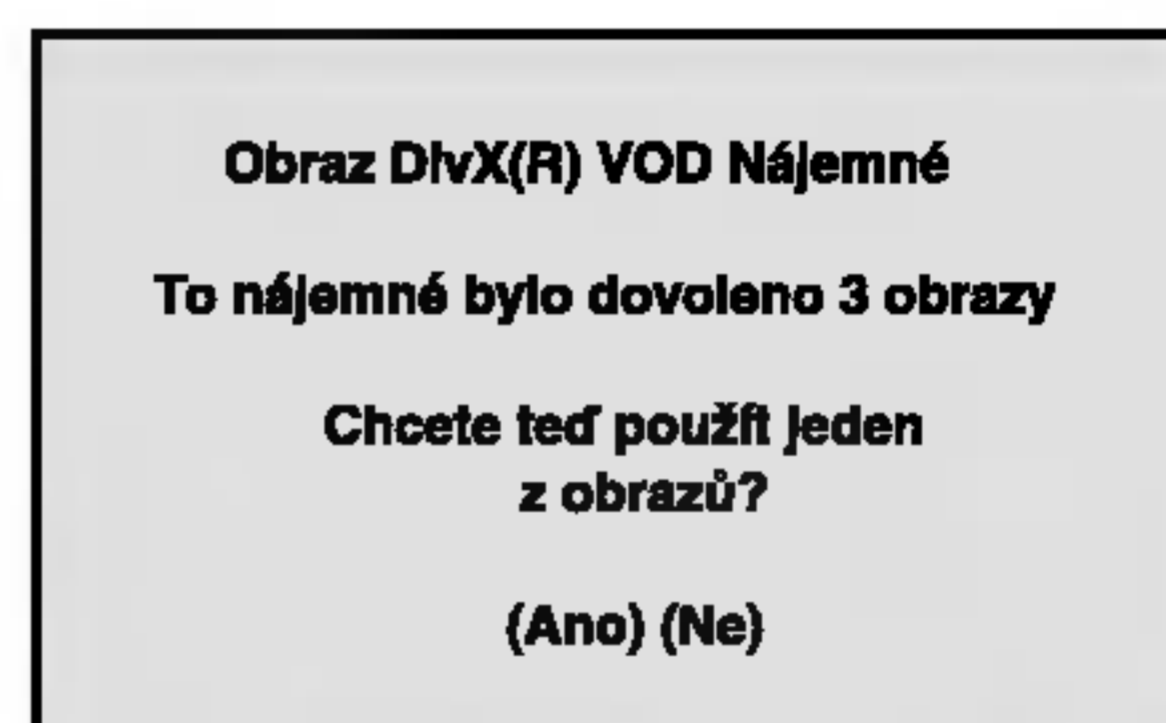 Obraz DivX(R) VOD Nájemné
To nájemné bylo dovoleno 3 obrazy
Chcete teď použít jeden
z obrazů?
(Ano) (Ne)